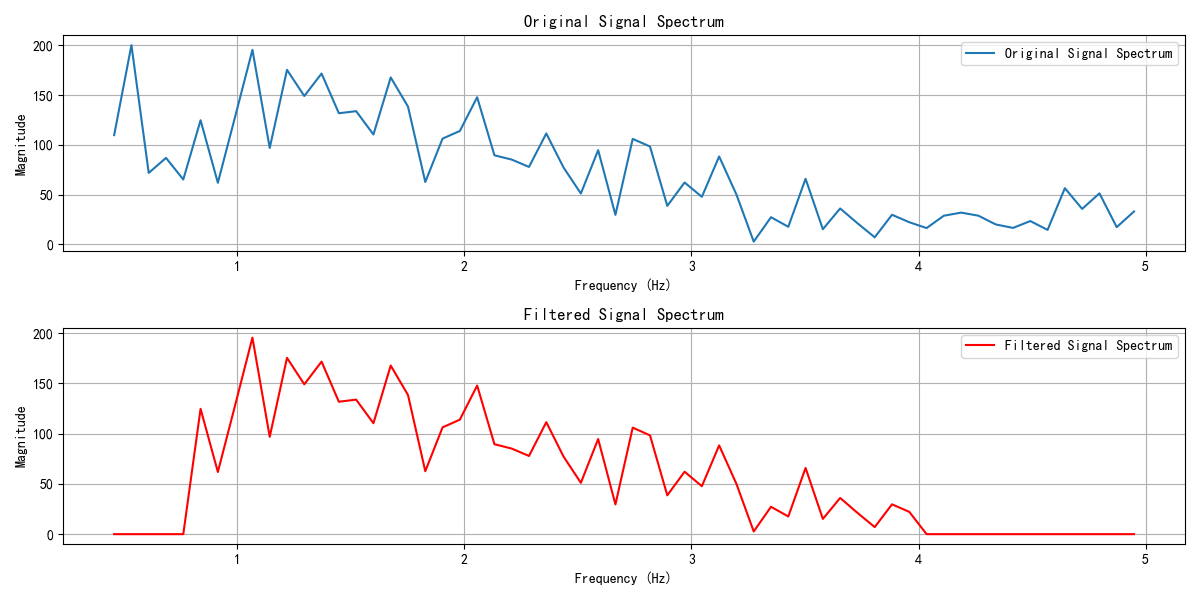 Original Signal Spectrum
Original Signal Spectrum
Magnitude
200
150
100
50
0
1 2 3 4 5
Frequency (Hz)
Filtered Signal Spectrum
Filtered Signal Spectrum
Magnitude
200
150
100
50
0
1 2 3 4 5
Frequency (Hz)